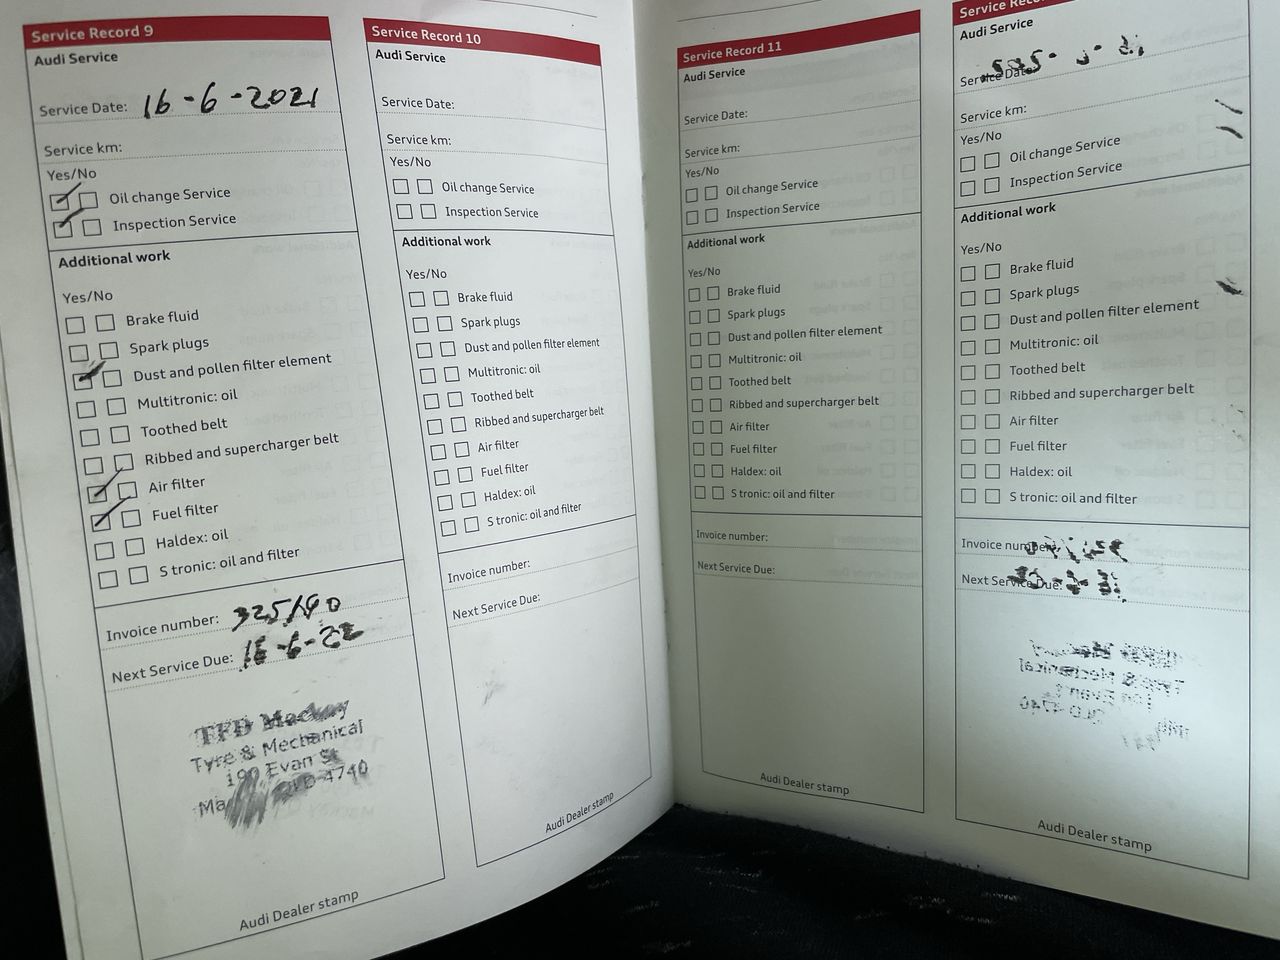 Service Record 9
Audi Service
Service Date: 16-6-2021
Service km:
Yes/No
Oil change Service
Inspection Service
Additional work
Yes/No
Brake fluid
Spark plugs
Dust and pollen filter element
Multitronic: oil
Toothed belt
Ribbed and supercharger belt
Air filter
Fuel filter
Haldex: oil
S tronic: oil and filter
Invoice number: 325190
Next Service Due: 16-6-22
TFD Mackay
Tyre & Mechanical
190 Evan St
QLD 4740
Audi Dealer stamp
Service Record 10
Audi Service
Service Date:
Service km:
Yes/No
Oil change Service
Inspection Service
Additional work
Yes/No
Brake fluid
Spark plugs
Dust and pollen filter element
Multitronic: oil
Toothed belt
Ribbed and supercharger belt
Air filter
Fuel filter
Haldex: oil
S tronic: oil and filter
Invoice number:
Next Service Due:
Audi Dealer stamp
Service Record 11
Audi Service
Service Date:
Service km:
Yes/No
Oil change Service
Inspection Service
Additional work
Yes/No
Brake fluid
Spark plugs
Dust and pollen filter element
Multitronic: oil
Toothed belt
Ribbed and supercharger belt
Air filter
Fuel filter
Haldex: oil
S tronic: oil and filter
Invoice number:
Next Service Due:
Audi Dealer stamp
Service
Audi Service
Service Date:
Service km:
Yes/No
Oil change Service
Inspection Service
Additional work
Yes/No
Brake fluid
Spark plugs
Dust and pollen filter element
Multitronic: oil
Toothed belt
Ribbed and supercharger belt
Air filter
Fuel filter
Haldex: oil
S tronic: oil and filter
Invoice number:
Next Service Due:
Audi Dealer stamp